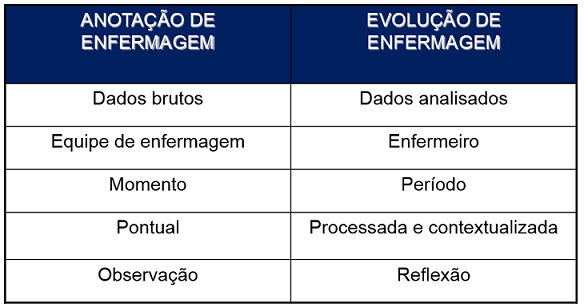 ANOTAÇÃO DE
ENFERMAGEM
EVOLUÇÃO DE
ENFERMAGEM
Dados brutos
Dados analisados
Equipe de enfermagem
Enfermeiro
Momento
Período
Pontual
Processada e contextualizada
Observação
Reflexão